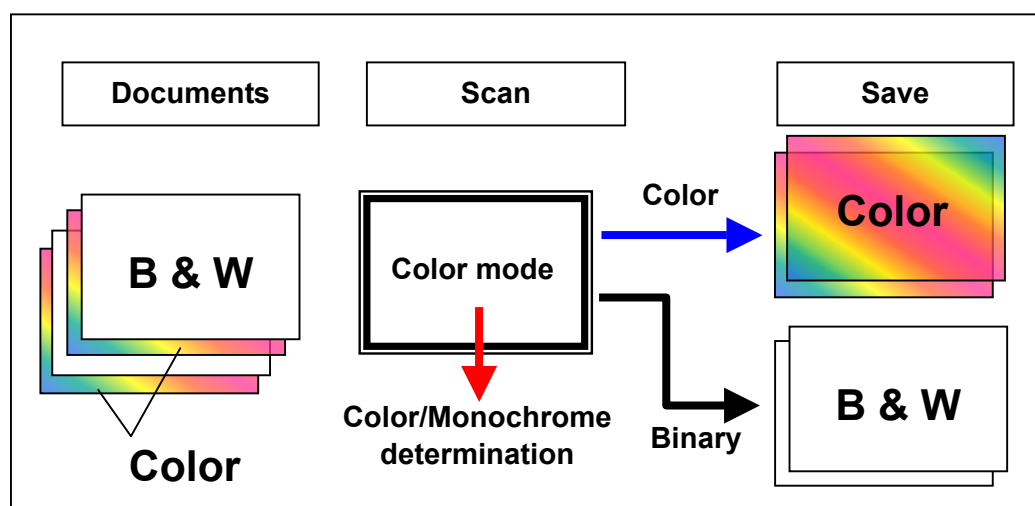 Documents
Scan
Save
B & W
Color
Color mode
Color/Monochrome
determination
Color
Binary
Color
B & W